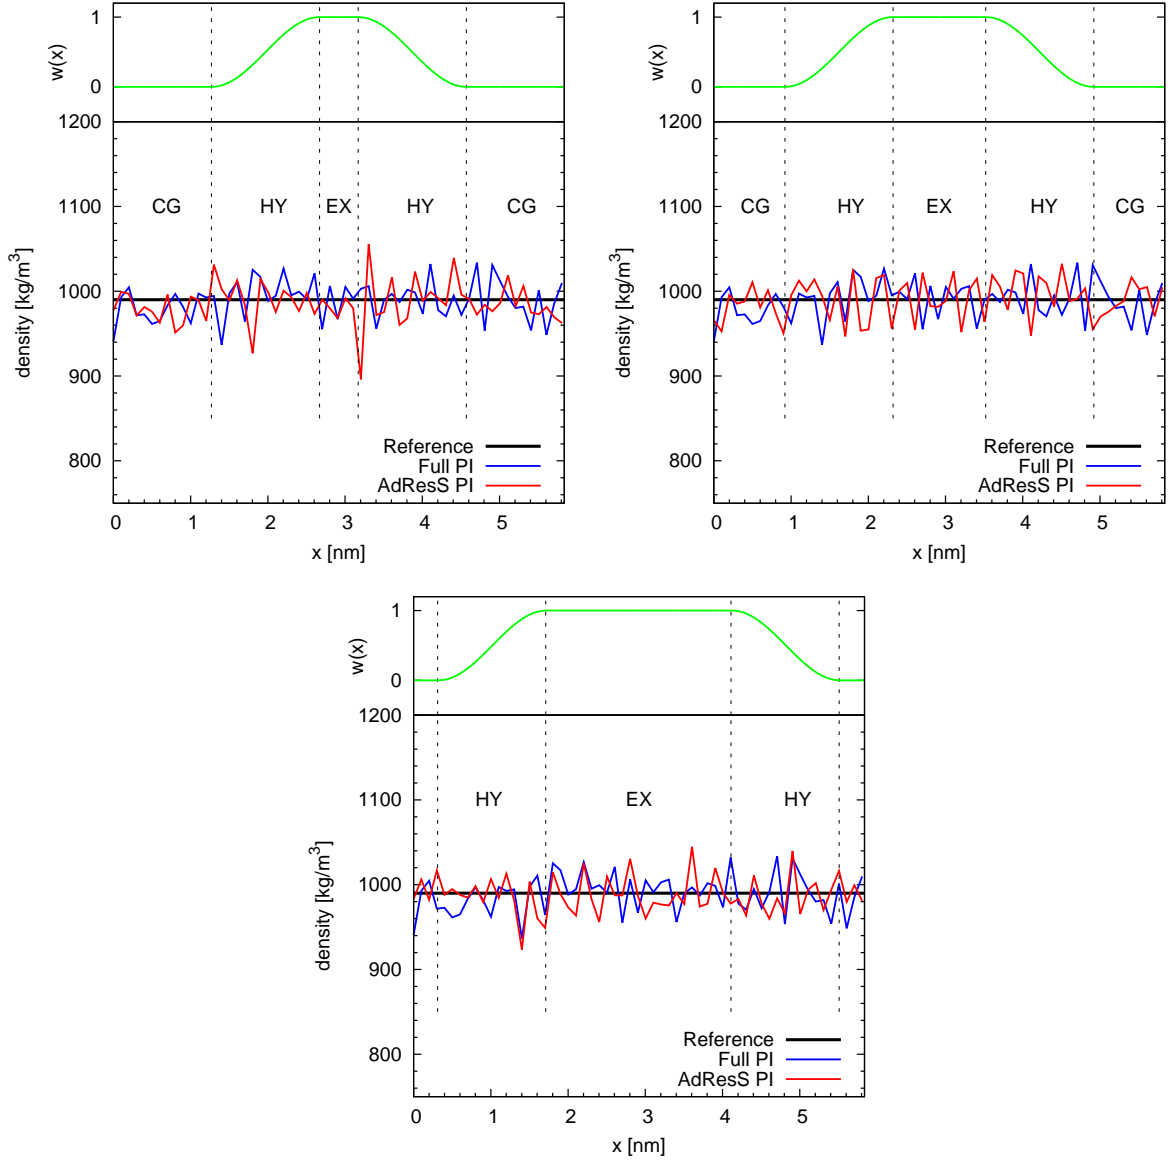 w(x)
1
0
1200
1100
1000
900
800
density [kg/m3]
CG HY EX HY CG
Reference
Full PI
AdResS PI
0 1 2 3 4 5
x [nm]
w(x)
1
0
1200
1100
1000
900
800
density [kg/m3]
CG HY EX HY CG
Reference
Full PI
AdResS PI
0 1 2 3 4 5
x [nm]
w(x)
1
0
1200
1100
1000
900
800
density [kg/m3]
HY EX HY
Reference
Full PI
AdResS PI
0 1 2 3 4 5
x [nm]